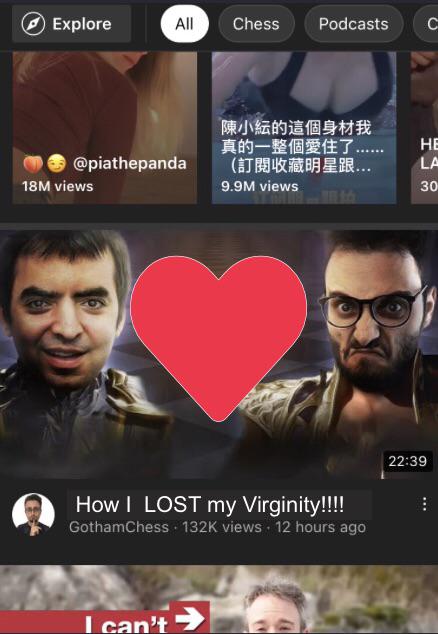 Explore
All
Chess
Podcasts
C
🍑😏 @piathepanda
18M views
陳小紜的這個身材我
真的一整個愛住了......
（訂閱收藏明星跟...
9.9M views
HE
LA
30
22:39
How I LOST my Virginity!!!!
GothamChess · 132K views · 12 hours ago
I can't